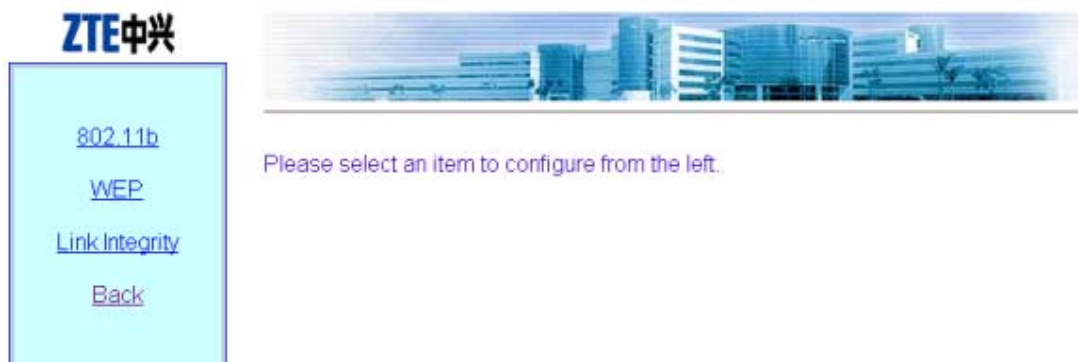 ZTE中兴
802.11b
WEP
Link Integrity
Back
Please select an item to configure from the left.